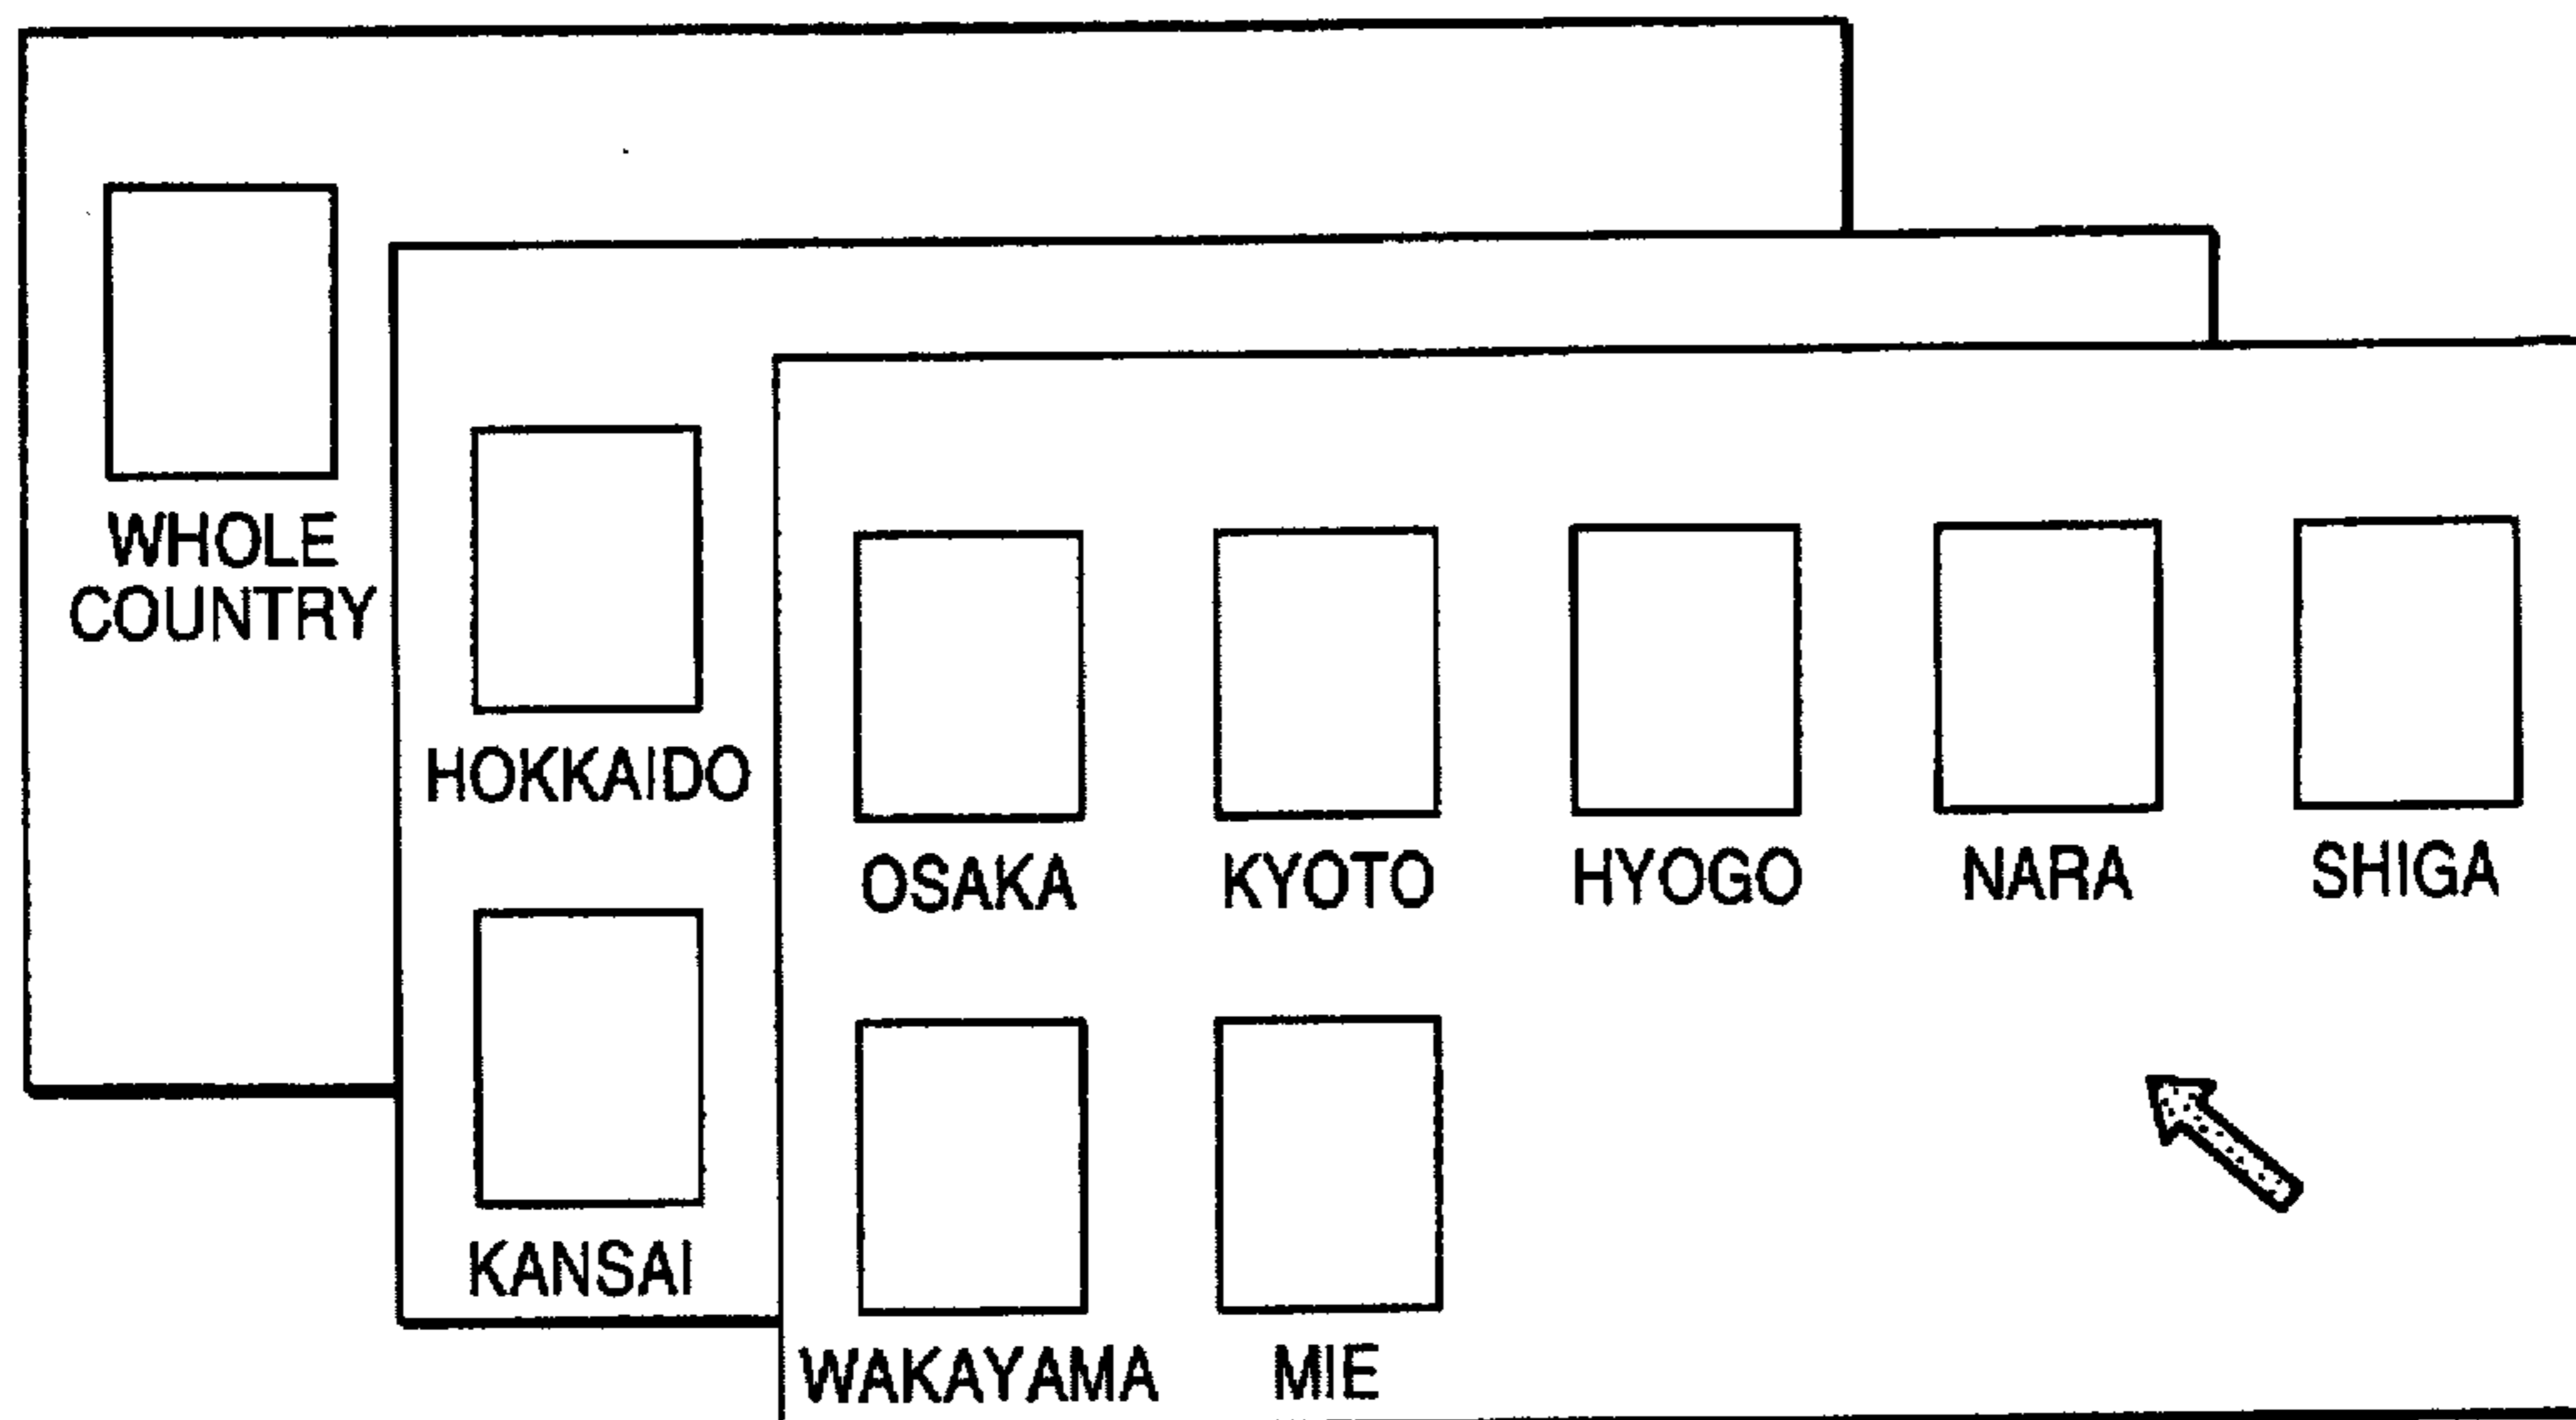 WHOLE
COUNTRY
HOKKAIDO
KANSAI
OSAKA KYOTO HYOGO NARA SHIGA
WAKAYAMA MIE